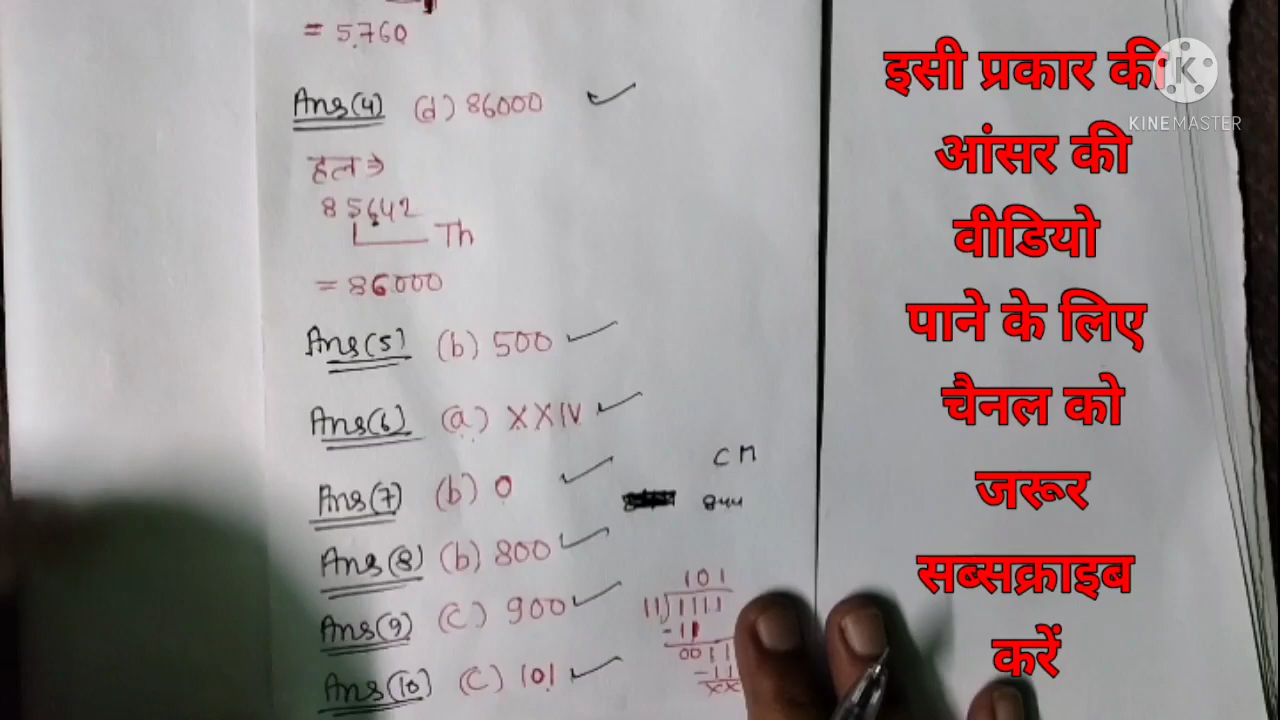 = 5,760
Ans(4) (d) 86000
हल ⇒
85642
Th
= 86000
Ans(5) (b) 500
Ans(6) (a) XXIV
Ans(7) (b) 0
CM
Ans(8) (b) 800
Ans(9) (C) 900
Ans(10) (C) 101
101
11)1111
-11
0011
-11
XX
इसी प्रकार की
आंसर की
वीडियो
पाने के लिए
चैनल को
जरूर
सब्सक्राइब
करें
K
KINEMASTER